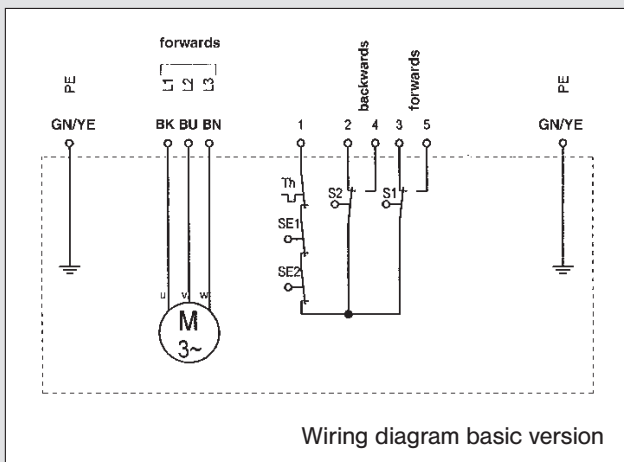 forwards
PE L1 L2 L3 backwards forwards PE
GN/YE BK BU BN 1 2 4 3 5 GN/YE
Th
S2 S1
SE1
SE2
u v w
M
3~
Wiring diagram basic version